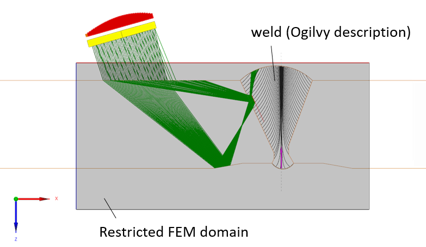 weld (Ogilvy description)
x
z
Restricted FEM domain